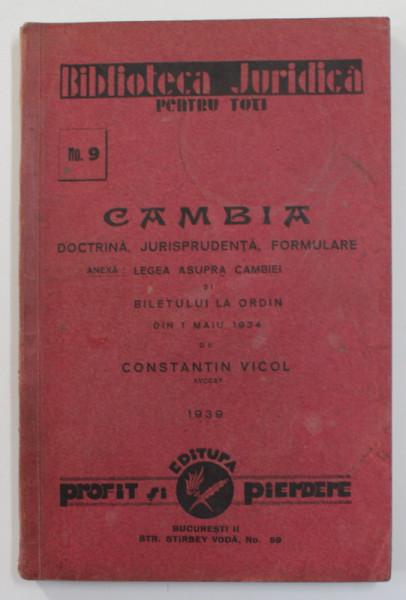 Biblioteca Juridică
PENTRU TOȚI
No. 9
CAMBIA
DOCTRINĂ, JURISPRUDENȚĂ, FORMULARE
ANEXĂ: LEGEA ASUPRA CAMBIEI
ȘI
BILETULUI LA ORDIN
DIN 1 MAIU 1934
DE
CONSTANTIN VICOL
AVOCAT
1939
EDITURA
PROFIT ȘI PIERDERE
BUCUREȘTI II
STR. STIRBEY VODĂ, No. 59